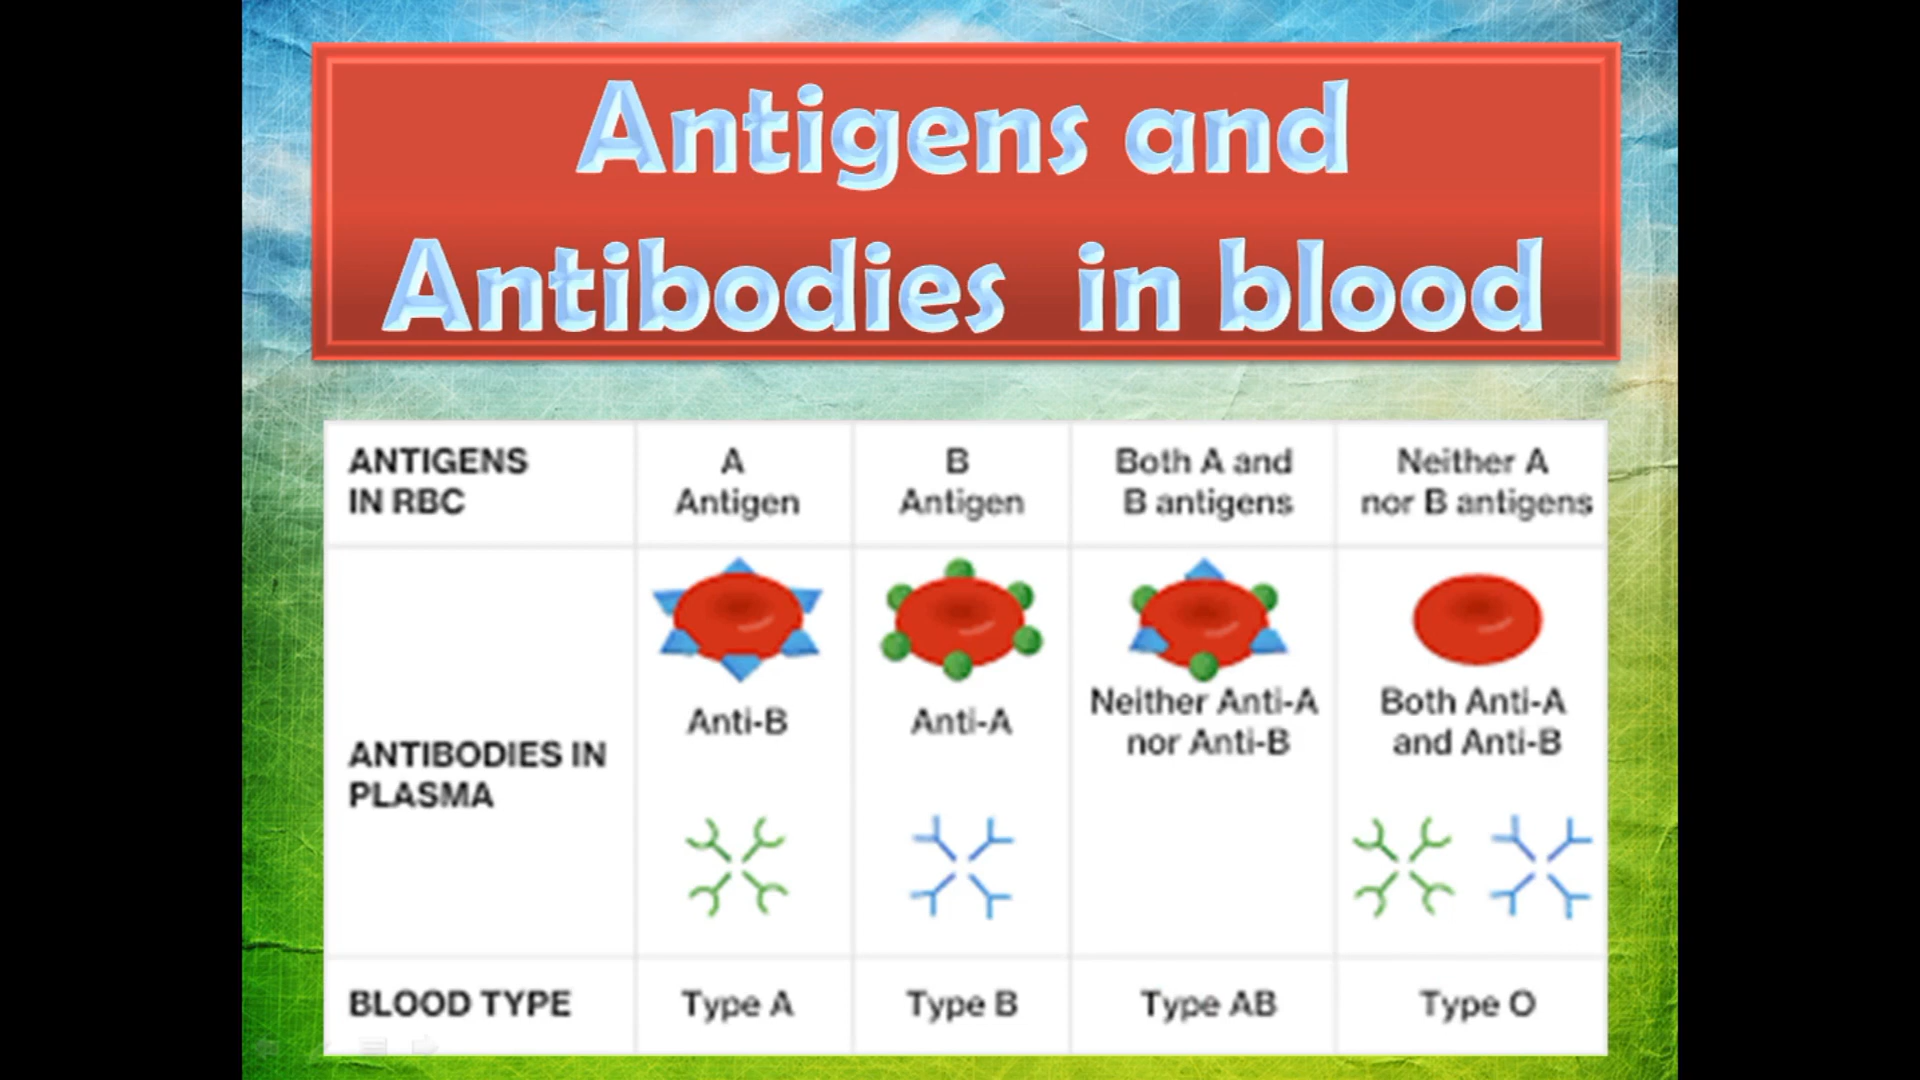 Antigens and
Antibodies in blood
ANTIGENS
IN RBC
A
Antigen
B
Antigen
Both A and
B antigens
Neither A
nor B antigens
ANTIBODIES IN
PLASMA
Anti-B
Anti-A
Neither Anti-A
nor Anti-B
Both Anti-A
and Anti-B
BLOOD TYPE
Type A
Type B
Type AB
Type O